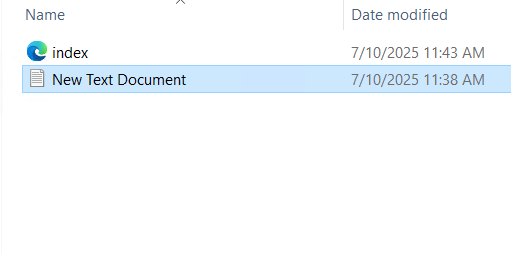 Name Date modified
index 7/10/2025 11:43 AM
New Text Document 7/10/2025 11:38 AM